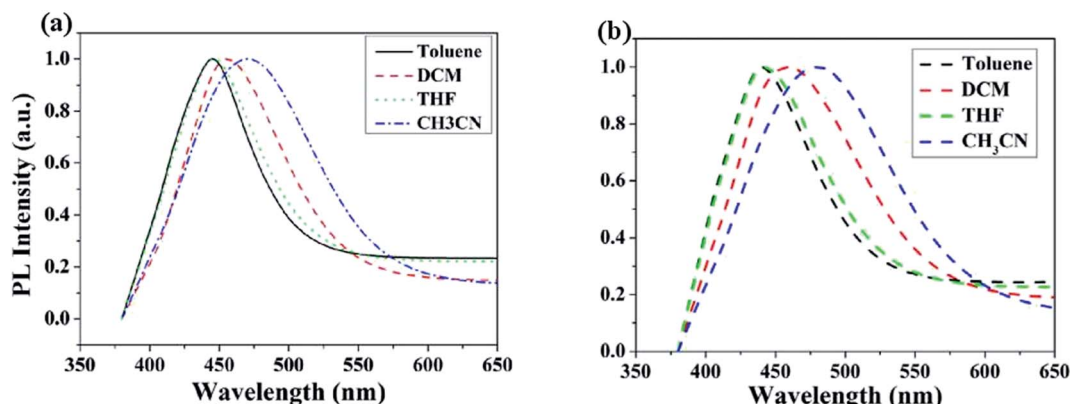 (a)
Toluene
DCM
THF
CH3CN
PL Intensity (a.u.)
1.0
0.8
0.6
0.4
0.2
0.0
350 400 450 500 550 600 650
Wavelength (nm)
(b)
Toluene
DCM
THF
CH₃CN
1.0
0.8
0.6
0.4
0.2
0.0
350 400 450 500 550 600 650
Wavelength (nm)